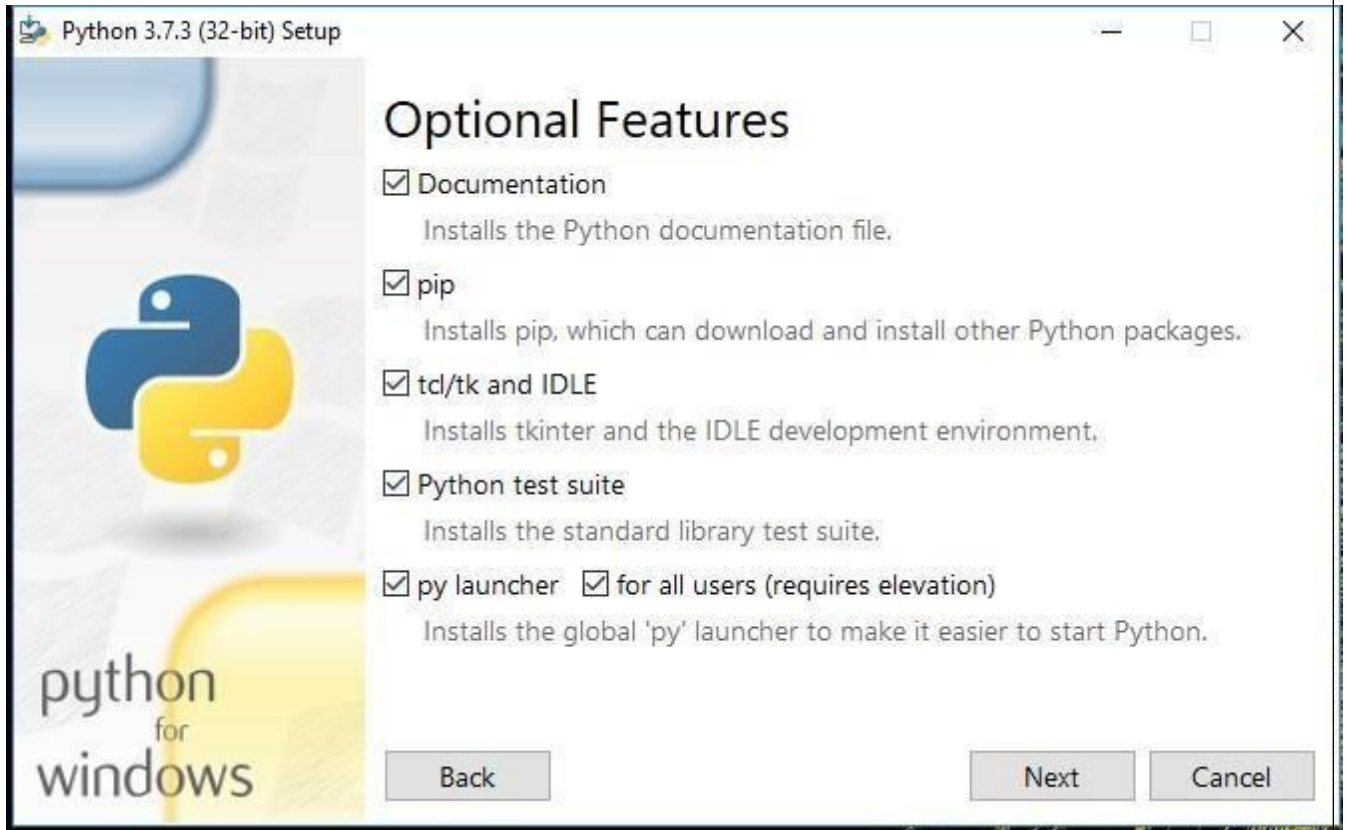 Python 3.7.3 (32-bit) Setup
Optional Features
Documentation
Installs the Python documentation file.
pip
Installs pip, which can download and install other Python packages.
tcl/tk and IDLE
Installs tkinter and the IDLE development environment.
Python test suite
Installs the standard library test suite.
py launcher for all users (requires elevation)
Installs the global 'py' launcher to make it easier to start Python.
python
for
windows
Back Next Cancel